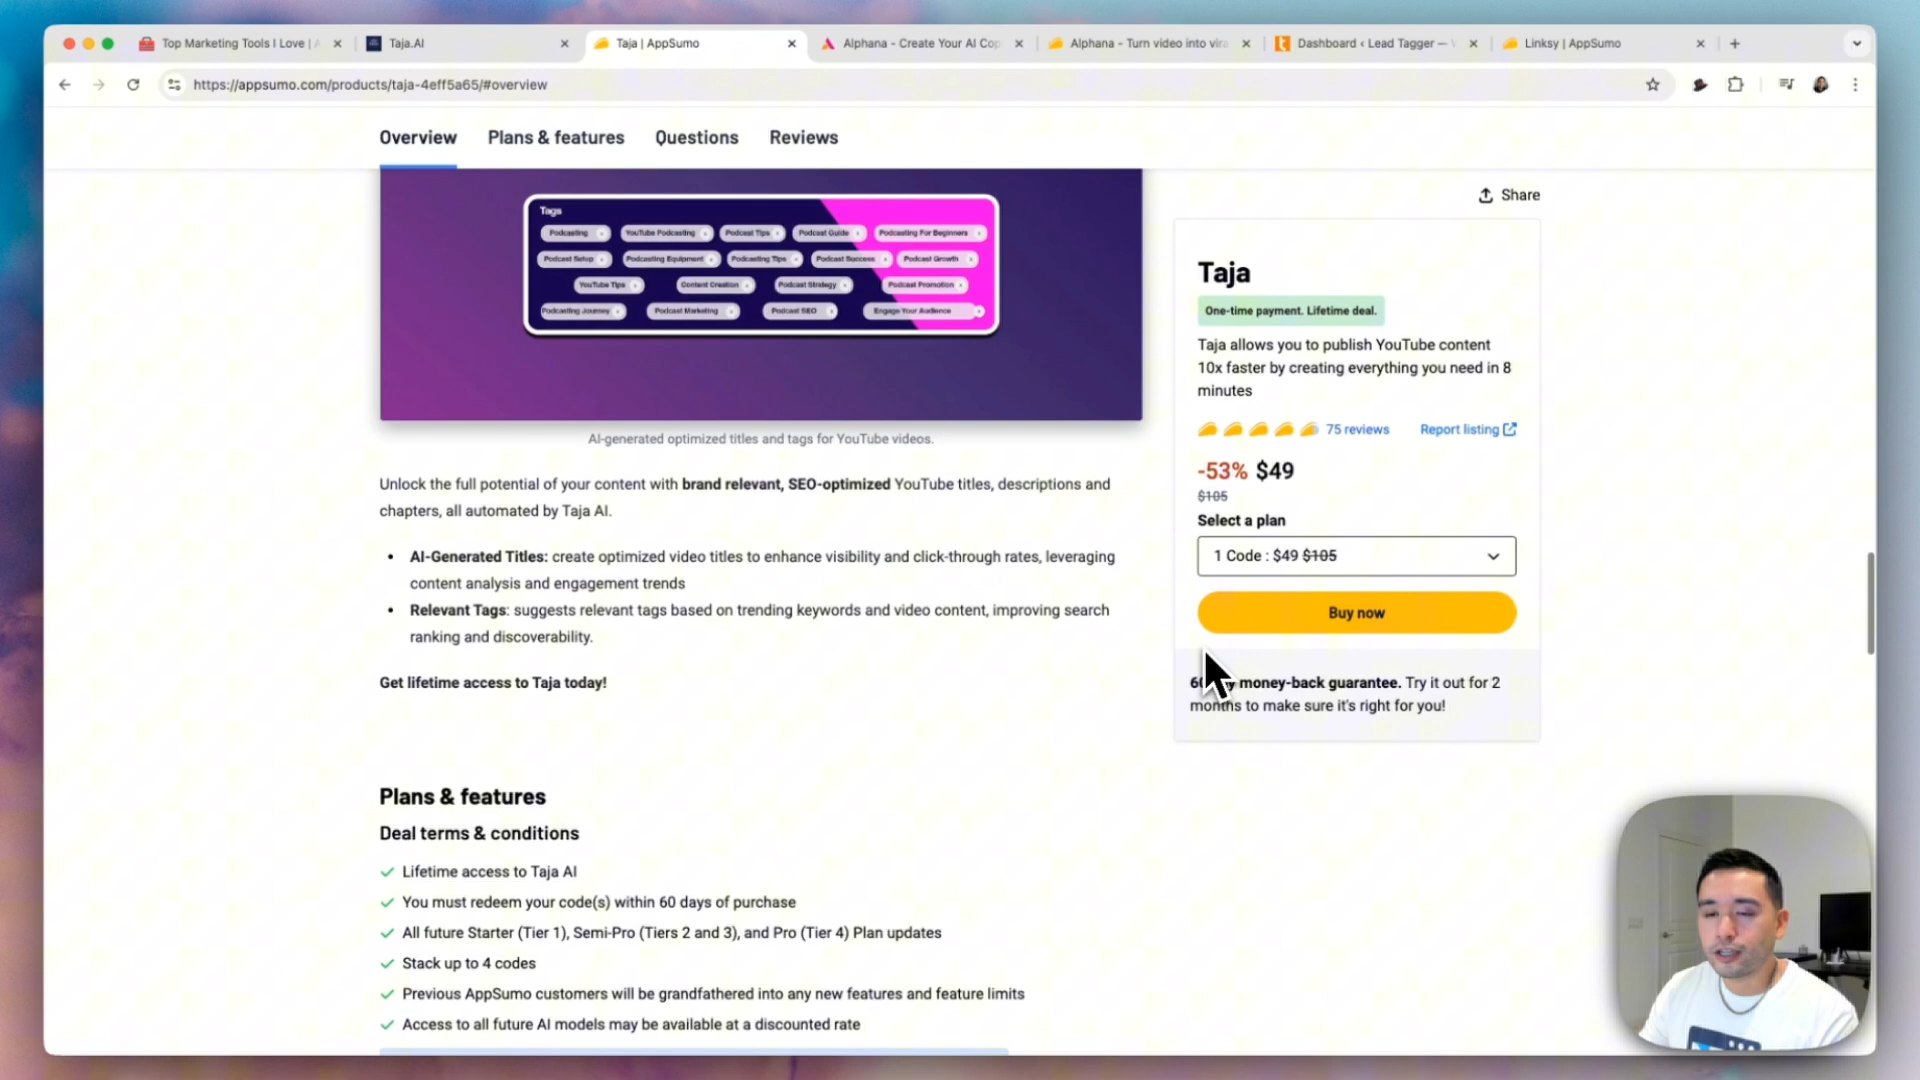 Top Marketing Tools I Love |
Taja.AI
Taja | AppSumo
Alphana - Create Your AI Cop
Alphana - Turn video into vira
Dashboard ‹ Lead Tagger —
Linksy | AppSumo
https://appsumo.com/products/taja-4eff5a65/#overview
Overview
Plans & features
Questions
Reviews
Share
Tags
Podcasting
YouTube Podcasting
Podcast Tips
Podcast Guide
Podcasting For Beginners
Podcast Setup
Podcasting Equipment
Podcasting Tips
Podcast Success
Podcast Growth
YouTube Tips
Content Creation
Podcast Strategy
Podcast Promotion
Podcasting Journey
Podcast Marketing
Podcast SEO
Engage Your Audience
AI-generated optimized titles and tags for YouTube videos.
Unlock the full potential of your content with brand relevant, SEO-optimized YouTube titles, descriptions and
chapters, all automated by Taja AI.
• AI-Generated Titles: create optimized video titles to enhance visibility and click-through rates, leveraging
content analysis and engagement trends
• Relevant Tags: suggests relevant tags based on trending keywords and video content, improving search
ranking and discoverability.
Get lifetime access to Taja today!
Taja
One-time payment. Lifetime deal.
Taja allows you to publish YouTube content
10x faster by creating everything you need in 8
minutes
75 reviews
Report listing
-53% $49
$105
Select a plan
1 Code : $49 $105
Buy now
money-back guarantee. Try it out for 2
months to make sure it's right for you!
Plans & features
Deal terms & conditions
Lifetime access to Taja AI
You must redeem your code(s) within 60 days of purchase
All future Starter (Tier 1), Semi-Pro (Tiers 2 and 3), and Pro (Tier 4) Plan updates
Stack up to 4 codes
Previous AppSumo customers will be grandfathered into any new features and feature limits
Access to all future AI models may be available at a discounted rate